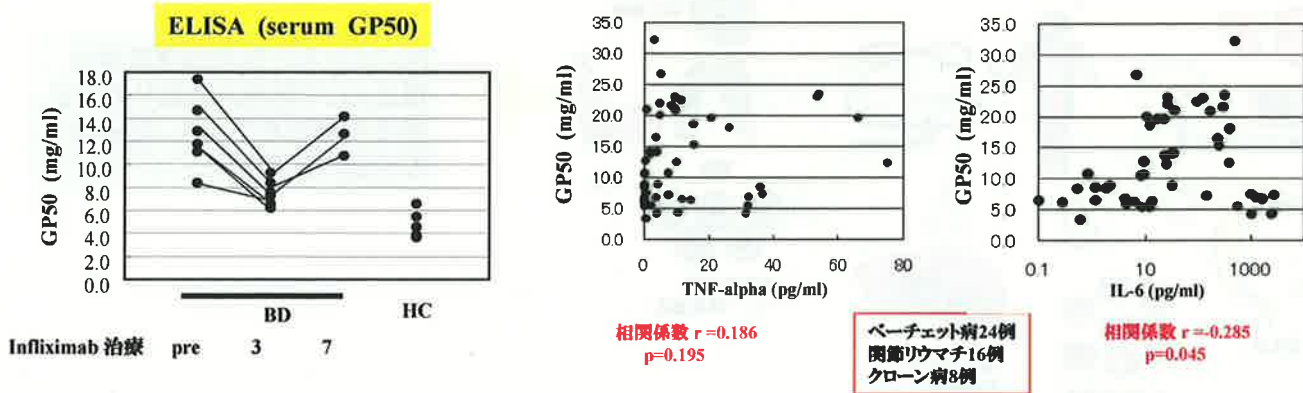 ELISA (serum GP50)
GP50 (mg/ml)
18.0
16.0
14.0
12.0
10.0
8.0
6.0
4.0
2.0
0.0
BD
HC
Infliximab 治療 pre 3 7
GP50 (mg/ml)
35.0
30.0
25.0
20.0
15.0
10.0
5.0
0.0
0 20 40 60 80
TNF-alpha (pg/ml)
相関係数 r =0.186
p=0.195
ベーチェット病24例
関節リウマチ16例
クローン病8例
GP50 (mg/ml)
35.0
30.0
25.0
20.0
15.0
10.0
5.0
0.0
0.1 10 1000
IL-6 (pg/ml)
相関係数 r =-0.285
p=0.045